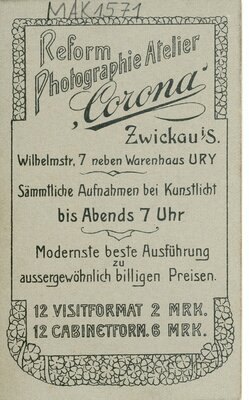 MAK1571
Reform
Photographie Atelier
„Corona“
Zwickau i/S.
Wilhelmstr. 7 neben Warenhaus URY
Sämmtliche Aufnahmen bei Kunstlicht
bis Abends 7 Uhr
Modernste beste Ausführung
zu
aussergewöhnlich billigen Preisen.
12 VISITFORMAT 2 MRK.
12 CABINETFORM. 6 MRK.